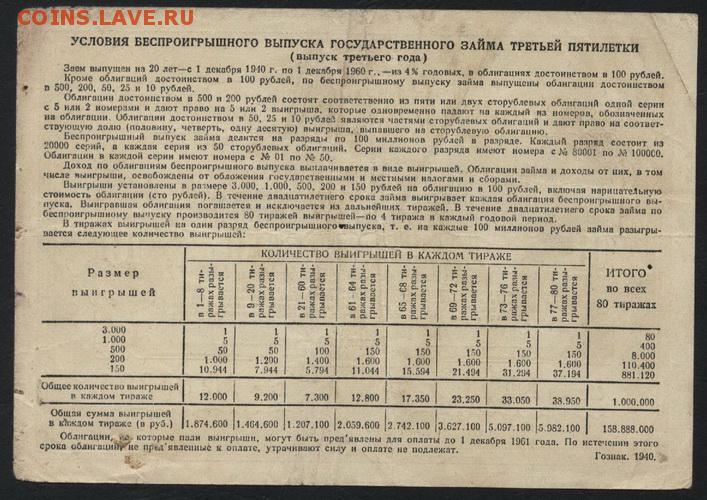 COINS.LAVE.RU
УСЛОВИЯ БЕСПРОИГРЫШНОГО ВЫПУСКА ГОСУДАРСТВЕННОГО ЗАЙМА ТРЕТЬЕЙ ПЯТИЛЕТКИ
(выпуск третьего года)
Заем выпущен на 20 лет—с 1 декабря 1940 г. по 1 декабря 1960 г.,—из 4% годовых, в облигациях достоинством в 100 рублей.
Кроме облигаций достоинством в 100 рублей, по беспроигрышному выпуску займа выпущены облигации достоинством
в 500, 200, 50, 25 и 10 рублей.
Облигации достоинством в 500 и 200 рублей состоят соответственно из пяти или двух сторублевых облигаций одной серии
с 5 или 2 номерами и дают право на 5 или 2 выигрыша, которые одновременно падают на каждый из номеров, обозначенных
на облигации. Облигации достоинством в 50, 25 и 10 рублей являются частями сторублевых облигаций и дают право на соответ-
ствующую долю (половину, четверть, одну десятую) выигрыша, выпавшего на сторублевую облигацию.
Беспроигрышный выпуск займа делится на разряды по 100 миллионов рублей в разряде. Каждый разряд состоит из
20000 серий, а каждая серия из 50 сторублевых облигаций. Серии каждого разряда имеют номера с № 80001 по № 100000.
Облигации в каждой серии имеют номера с № 01 по № 50.
Доход по облигациям беспроигрышного выпуска выплачивается в виде выигрышей. Облигации займа и доходы от них, в том
числе выигрыши, освобождены от обложения государственными и местными налогами и сборами.
Выигрыши установлены в размере 3.000, 1.000, 500, 200 и 150 рублей на облигацию в 100 рублей, включая нарицательную
стоимость облигации (сто рублей). В течение двадцатилетнего срока займа выигрывает каждая облигация беспроигрышного вы-
пуска. Выигравшая облигация погашается и исключается из дальнейших тиражей. В течение двадцатилетнего срока займа по
беспроигрышному выпуску производится 80 тиражей выигрышей—по 4 тиража в каждый годовой период.
В тиражах выигрышей на один разряд беспроигрышного выпуска, т. е. на каждые 100 миллионов рублей займа разыгры-
вается следующее количество выигрышей:
Размер выигрышей
КОЛИЧЕСТВО ВЫИГРЫШЕЙ В КАЖДОМ ТИРАЖЕ
в 1—8 ти-
ражах разы-
грывается
в 9—20 ти-
ражах разы-
грывается
в 21—60 ти-
ражах разы-
грывается
в 61—64 ти-
ражах разы-
грывается
в 65—68 ти-
ражах разы-
грывается
в 69—72 ти-
ражах разы-
грывается
в 73—76 ти-
ражах разы-
грывается
в 77—80 ти-
ражах разы-
грывается
ИТОГО
во всех
80 тиражах
3.000 1 1 1 1 1 1 1 1 80
1.000 5 5 5 5 5 5 5 5 400
500 50 50 100 150 150 150 150 150 8.000
200 1.000 1.200 1.400 1.600 1.600 1.600 1.600 1.600 110.400
150 10.944 7.944 5.794 11.044 15.594 21.494 31.294 37.194 881.120
Общее количество выигрышей
в каждом тираже 12.000 9.200 7.300 12.800 17.350 23.250 33.050 38.950 1.000.000
Общая сумма выигрышей
в каждом тираже (в руб.) 1.874.600 1.464.600 1.207.100 2.059.600 2.742.100 3.627.100 5.097.100 5.982.100 158.888.000
Облигации, на которые пали выигрыши, могут быть пред'явлены для оплаты до 1 декабря 1961 года. По истечении этого
срока облигации, не пред'явленные к оплате, утрачивают силу и оплате не подлежат.
Гознак. 1940.